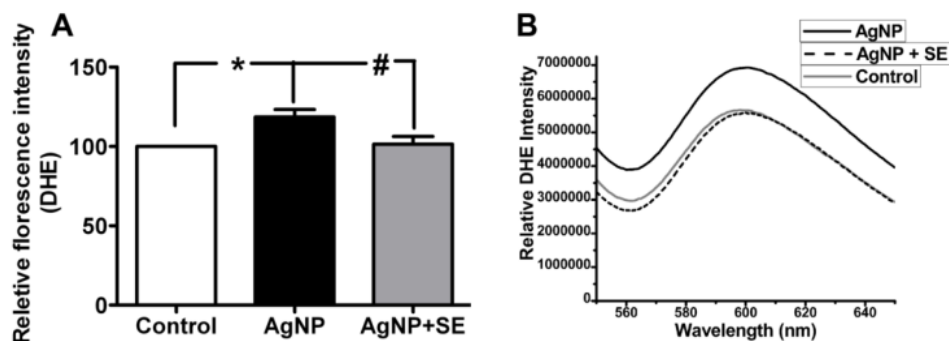 A
Reletive florescence intensity
(DHE)
150
100
50
0
*
#
Control
AgNP
AgNP+SE
B
AgNP
AgNP + SE
Control
Relative DHE Intensity
7000000
6000000
5000000
4000000
3000000
2000000
1000000
0
560
580
600
620
640
Wavelength (nm)